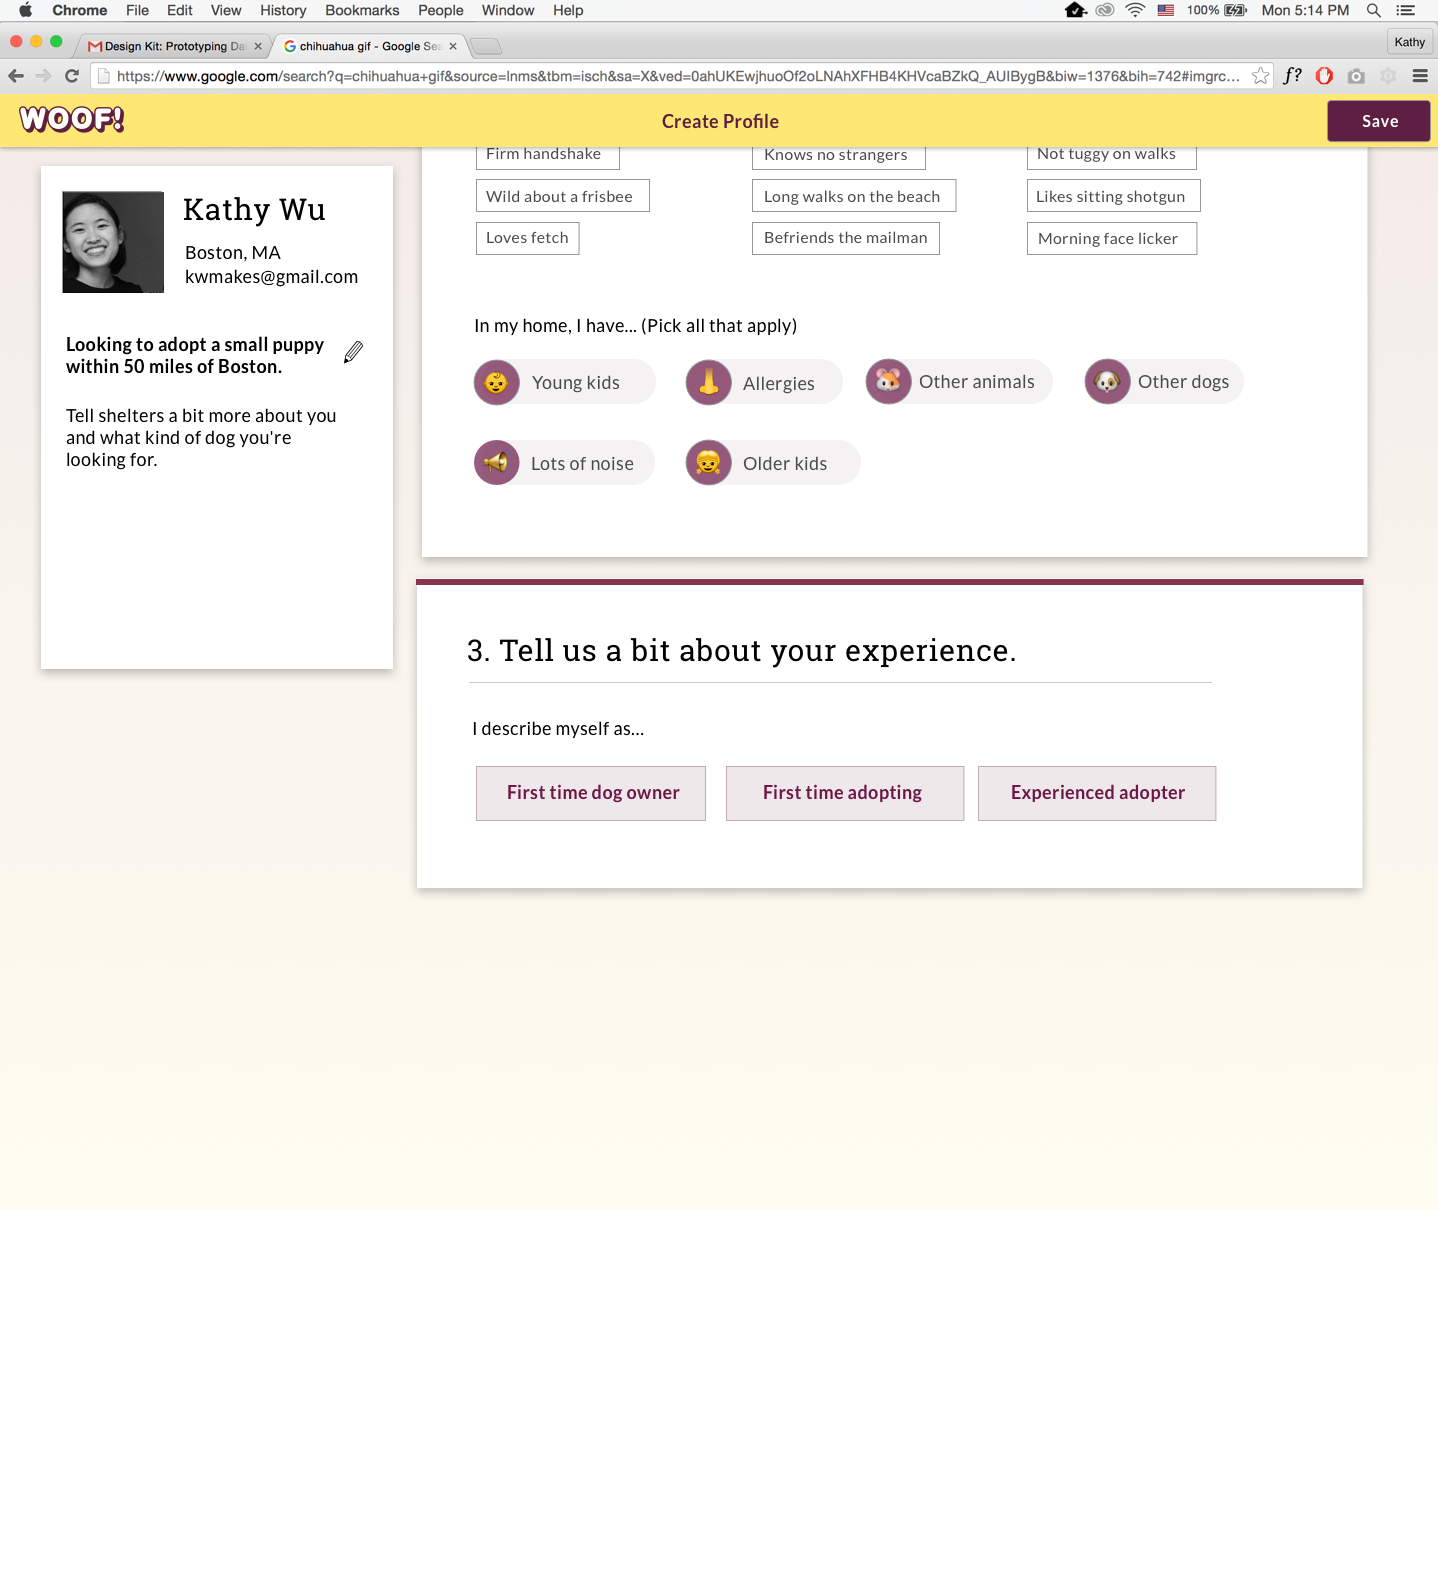 Chrome File Edit View History Bookmarks People Window Help 100% Mon 5:14 PM
Design Kit: Prototyping Da chihuahua gif - Google Sea Kathy
https://www.google.com/search?q=chihuahua+gif&source=lnms&tbm=isch&sa=X&ved=0ahUKEwjhuoOf2oLNAhXFHB4KHVcaBZkQ_AUIBygB&biw=1376&bih=742#imgrc... f?
WOOF! Create Profile Save
Firm handshake Knows no strangers Not tuggy on walks
Wild about a frisbee Long walks on the beach Likes sitting shotgun
Loves fetch Befriends the mailman Morning face licker
Kathy Wu
Boston, MA
kwmakes@gmail.com
Looking to adopt a small puppy
within 50 miles of Boston.
Tell shelters a bit more about you
and what kind of dog you're
looking for.
In my home, I have... (Pick all that apply)
Young kids Allergies Other animals Other dogs
Lots of noise Older kids
3. Tell us a bit about your experience.
I describe myself as...
First time dog owner First time adopting Experienced adopter